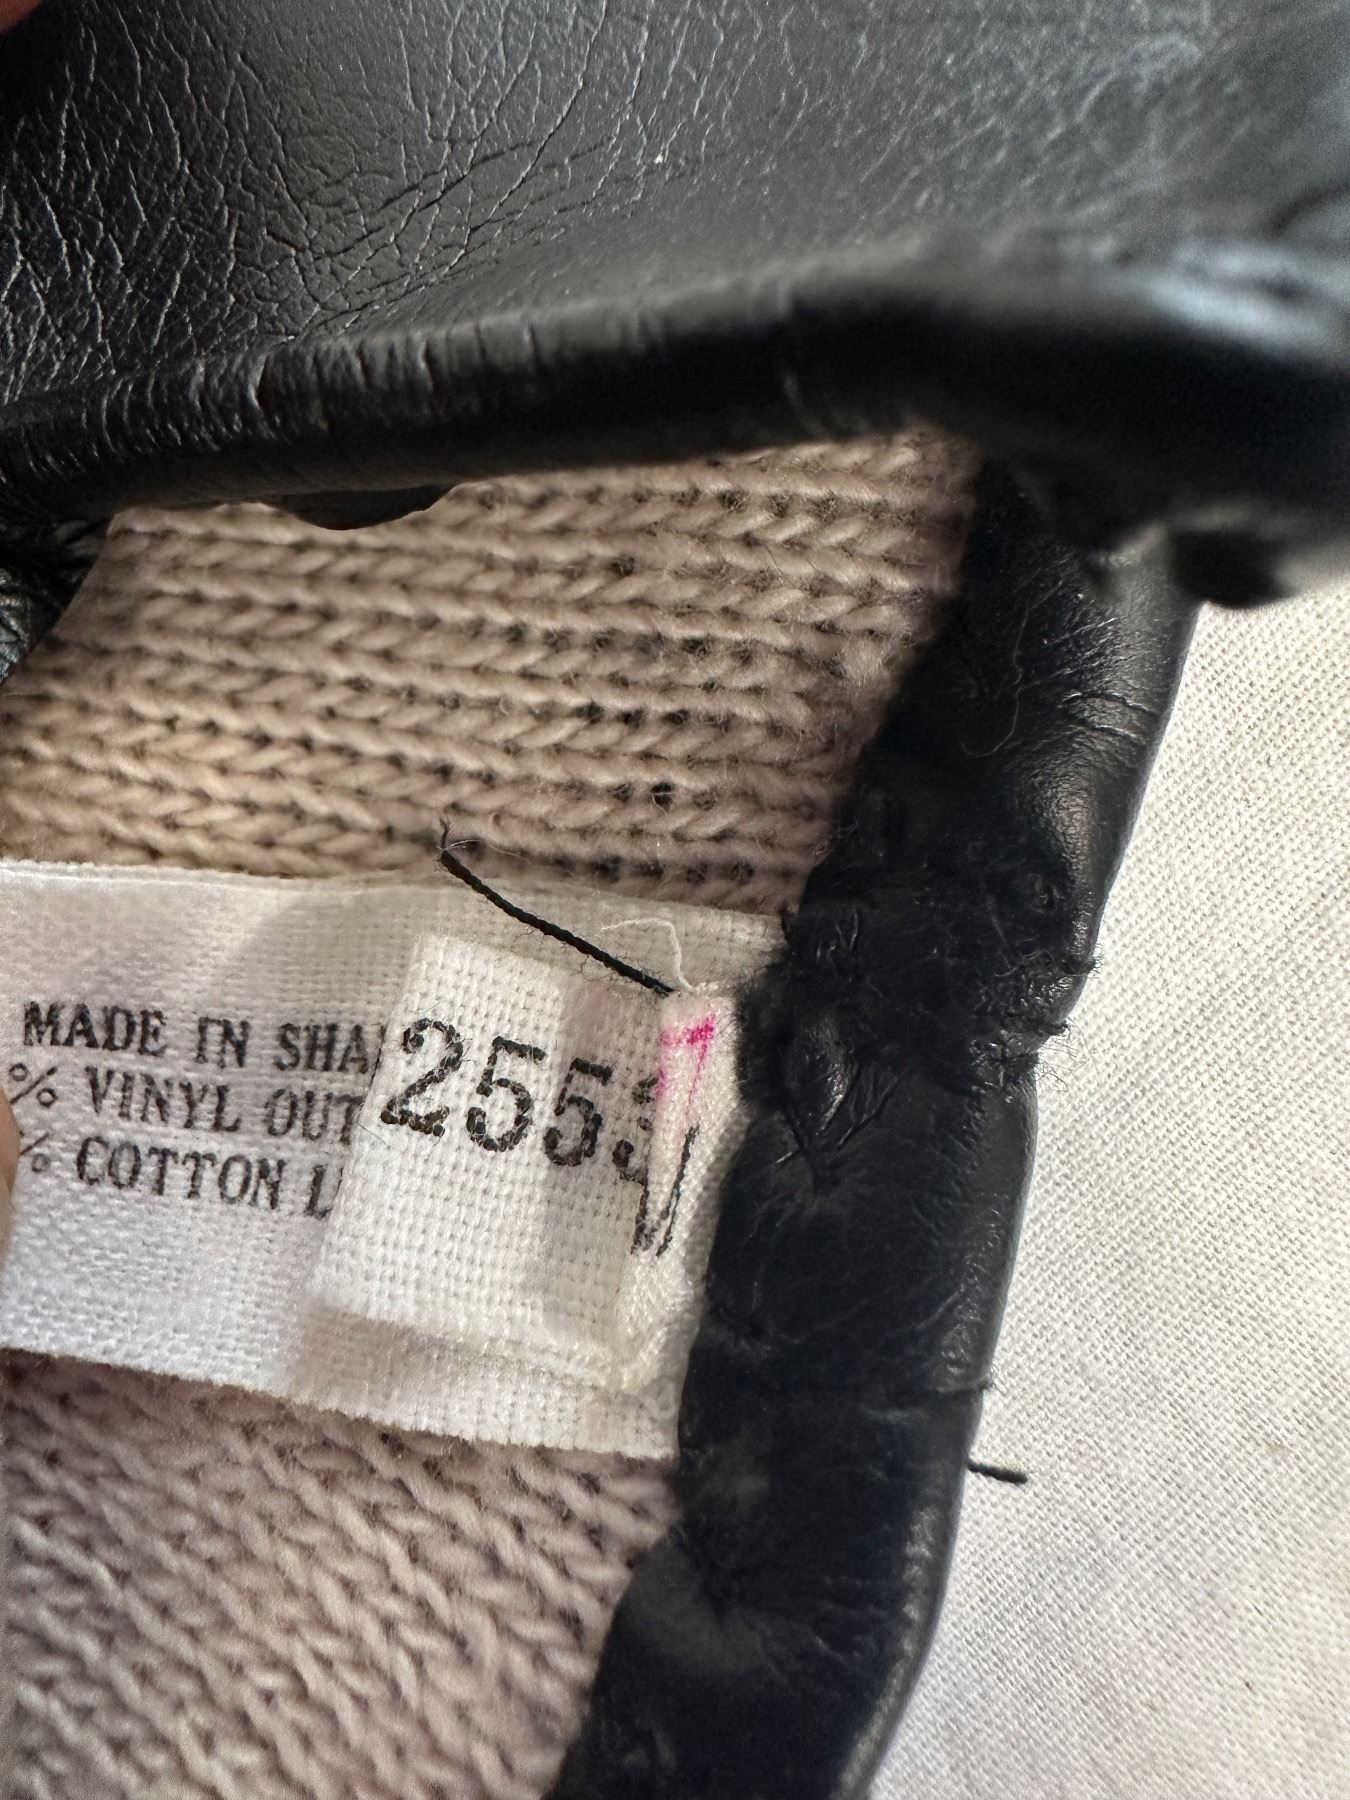 MADE IN SHA
% VINYL OUT
% COTTON L
255